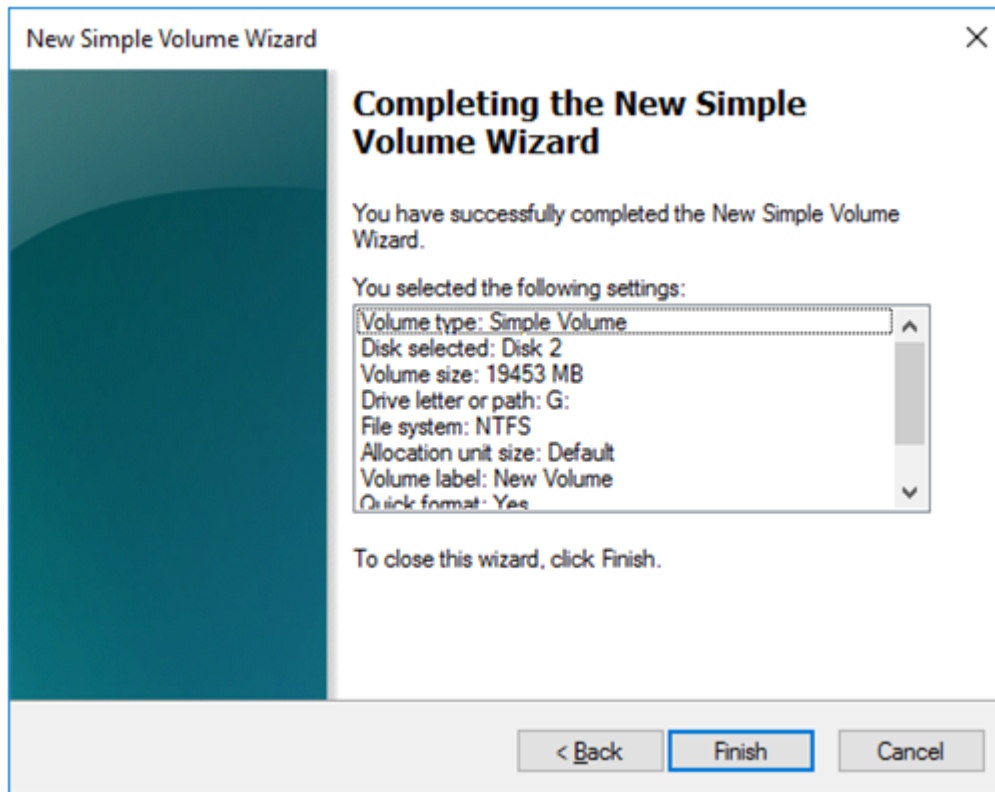 New Simple Volume Wizard
Completing the New Simple
Volume Wizard
You have successfully completed the New Simple Volume
Wizard.
You selected the following settings:
Volume type: Simple Volume
Disk selected: Disk 2
Volume size: 19453 MB
Drive letter or path: G:
File system: NTFS
Allocation unit size: Default
Volume label: New Volume
Quick format: Yes
To close this wizard, click Finish.
< Back
Finish
Cancel